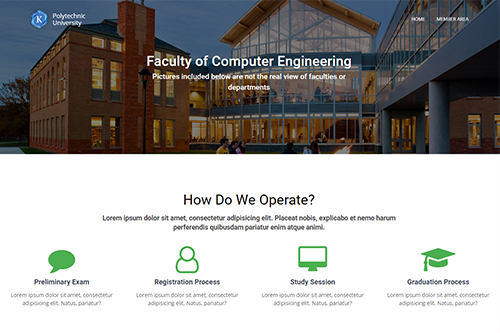 Polytechnic
University
HOME MEMBER AREA
Faculty of Computer Engineering
Pictures included below are not the real view of faculties or
departments
How Do We Operate?
Lorem ipsum dolor sit amet, consectetur adipisicing elit. Placeat nobis, explicabo et nemo harum
perferendis quibusdam pariatur enim atque animi.
Preliminary Exam
Lorem ipsum dolor sit amet, consectetur
adipisicing elit. Natus, pariatur?
Registration Process
Lorem ipsum dolor sit amet, consectetur
adipisicing elit. Natus, pariatur?
Study Session
Lorem ipsum dolor sit amet, consectetur
adipisicing elit. Natus, pariatur?
Graduation Process
Lorem ipsum dolor sit amet, consectetur
adipisicing elit. Natus, pariatur?